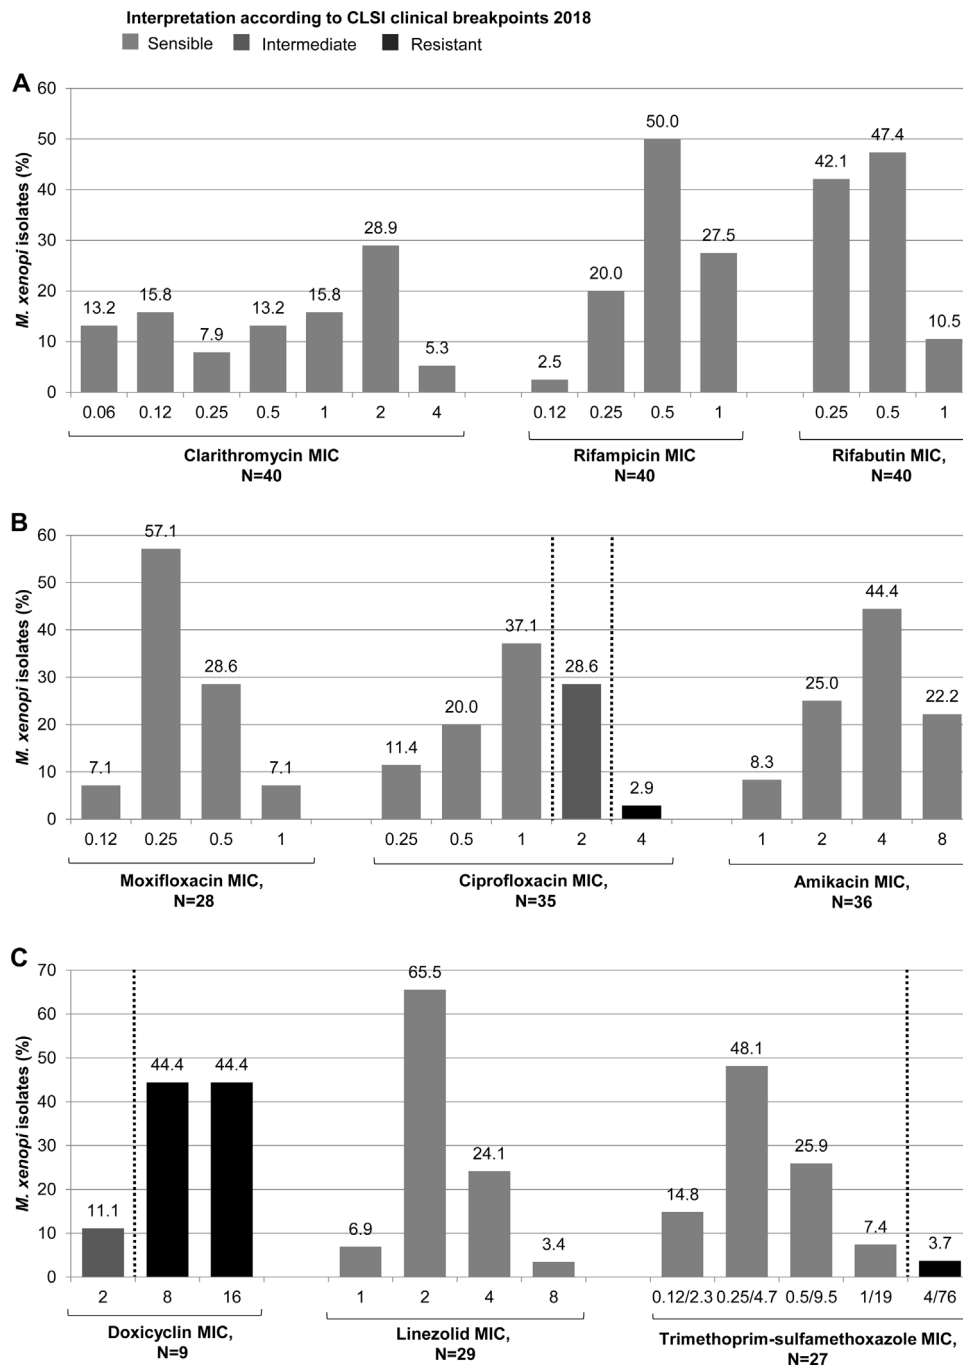 Interpretation according to CLSI clinical breakpoints 2018
Sensible Intermediate Resistant
A
M. xenopi isolates (%)
60
50
40
30
20
10
0
13.2 15.8 7.9 13.2 15.8 28.9 5.3 2.5 20.0 50.0 27.5 42.1 47.4 10.5
0.06 0.12 0.25 0.5 1 2 4 0.12 0.25 0.5 1 0.25 0.5 1
Clarithromycin MIC Rifampicin MIC Rifabutin MIC,
N=40 N=40 N=40
B
M. xenopi isolates (%)
60
50
40
30
20
10
0
7.1 57.1 28.6 7.1 11.4 20.0 37.1 28.6 2.9 8.3 25.0 44.4 22.2
0.12 0.25 0.5 1 0.25 0.5 1 2 4 1 2 4 8
Moxifloxacin MIC, Ciprofloxacin MIC, Amikacin MIC,
N=28 N=35 N=36
C
M. xenopi isolates (%)
70
60
50
40
30
20
10
0
11.1 44.4 44.4 6.9 65.5 24.1 3.4 14.8 48.1 25.9 7.4 3.7
2 8 16 1 2 4 8 0.12/2.3 0.25/4.7 0.5/9.5 1/19 4/76
Doxicyclin MIC, Linezolid MIC, Trimethoprim-sulfamethoxazole MIC,
N=9 N=29 N=27